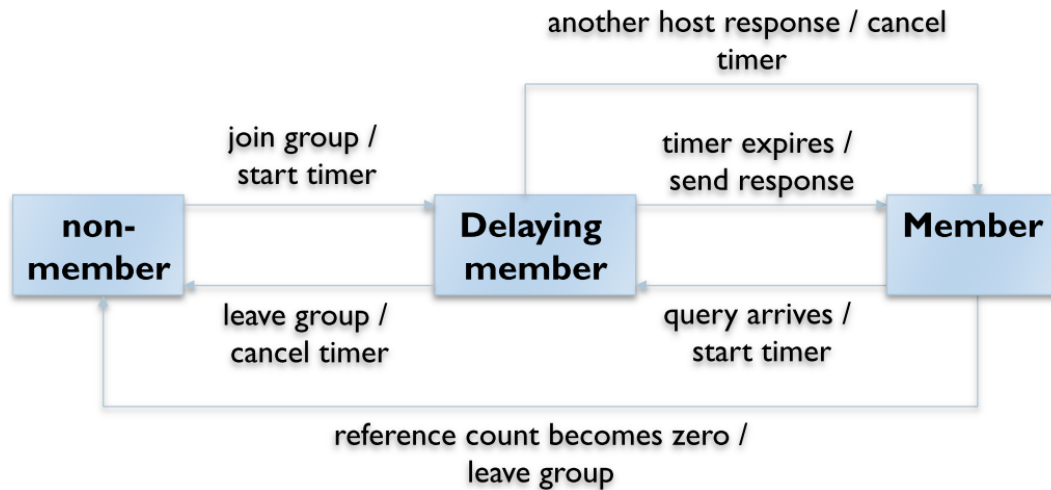 another host response / cancel
timer
join group /
start timer
timer expires /
send response
non-
member
Delaying
member
Member
leave group /
cancel timer
query arrives /
start timer
reference count becomes zero /
leave group